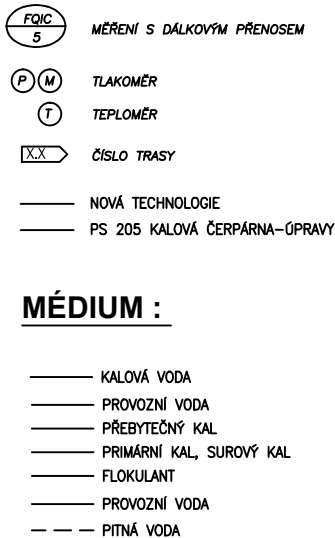 FQIC
5
MĚŘENÍ S DÁLKOVÝM PŘENOSEM
P M TLAKOMĚR
T TEPLOMĚR
X.X ČÍSLO TRASY
NOVÁ TECHNOLOGIE
PS 205 KALOVÁ ČERPÁRNA-ÚPRAVY
MÉDIUM :
KALOVÁ VODA
PROVOZNÍ VODA
PŘEBYTEČNÝ KAL
PRIMÁRNÍ KAL, SUROVÝ KAL
FLOKULANT
PROVOZNÍ VODA
PITNÁ VODA